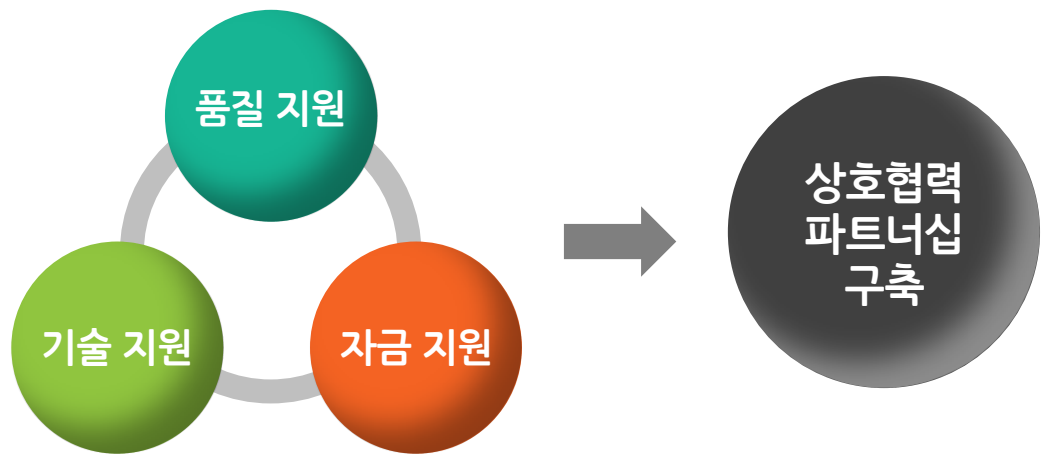 품질 지원
기술 지원
자금 지원
상호협력
파트너십
구축